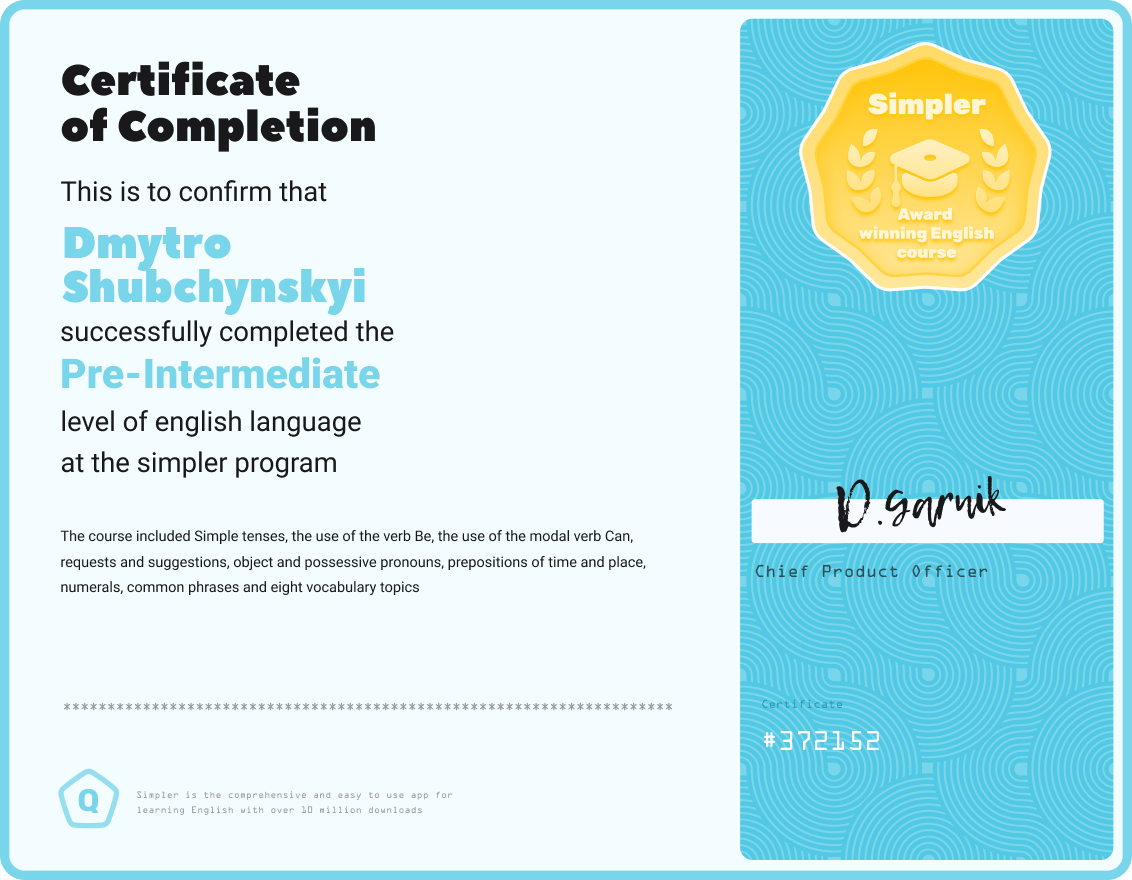 Certificate
of Completion
This is to confirm that
Dmytro
Shubchynskyi
successfully completed the
Pre-Intermediate
level of english language
at the simpler program
The course included Simple tenses, the use of the verb Be, the use of the modal verb Can,
requests and suggestions, object and possessive pronouns, prepositions of time and place,
numerals, common phrases and eight vocabulary topics
*********************************************************************
Q
Simpler is the comprehensive and easy to use app for
learning English with over 10 million downloads
Simpler
Award
winning English
course
D.Garnik
Chief Product Officer
Certificate
#372152